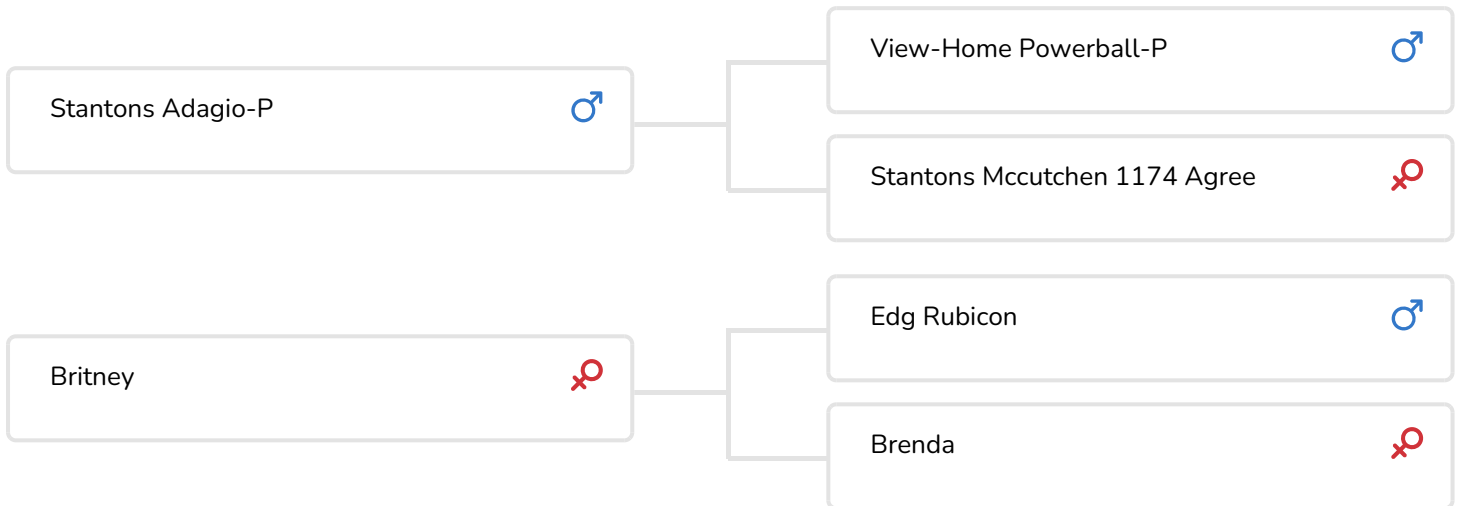 View-Home Powerball-P
Stantons Adagio-P
Stantons Mccutchen 1174 Agree
Edg Rubicon
Britney
Brenda